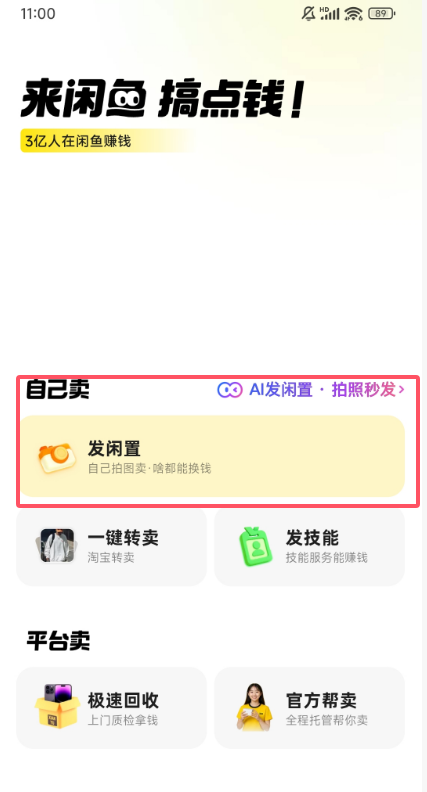 11:00
HD
89
来闲鱼 搞点钱！
3亿人在闲鱼赚钱
自己卖
AI发闲置 · 拍照秒发>
发闲置
自己拍图卖·啥都能换钱
一键转卖
淘宝转卖
发技能
技能服务能赚钱
平台卖
极速回收
上门质检拿钱
官方帮卖
全程托管帮你卖